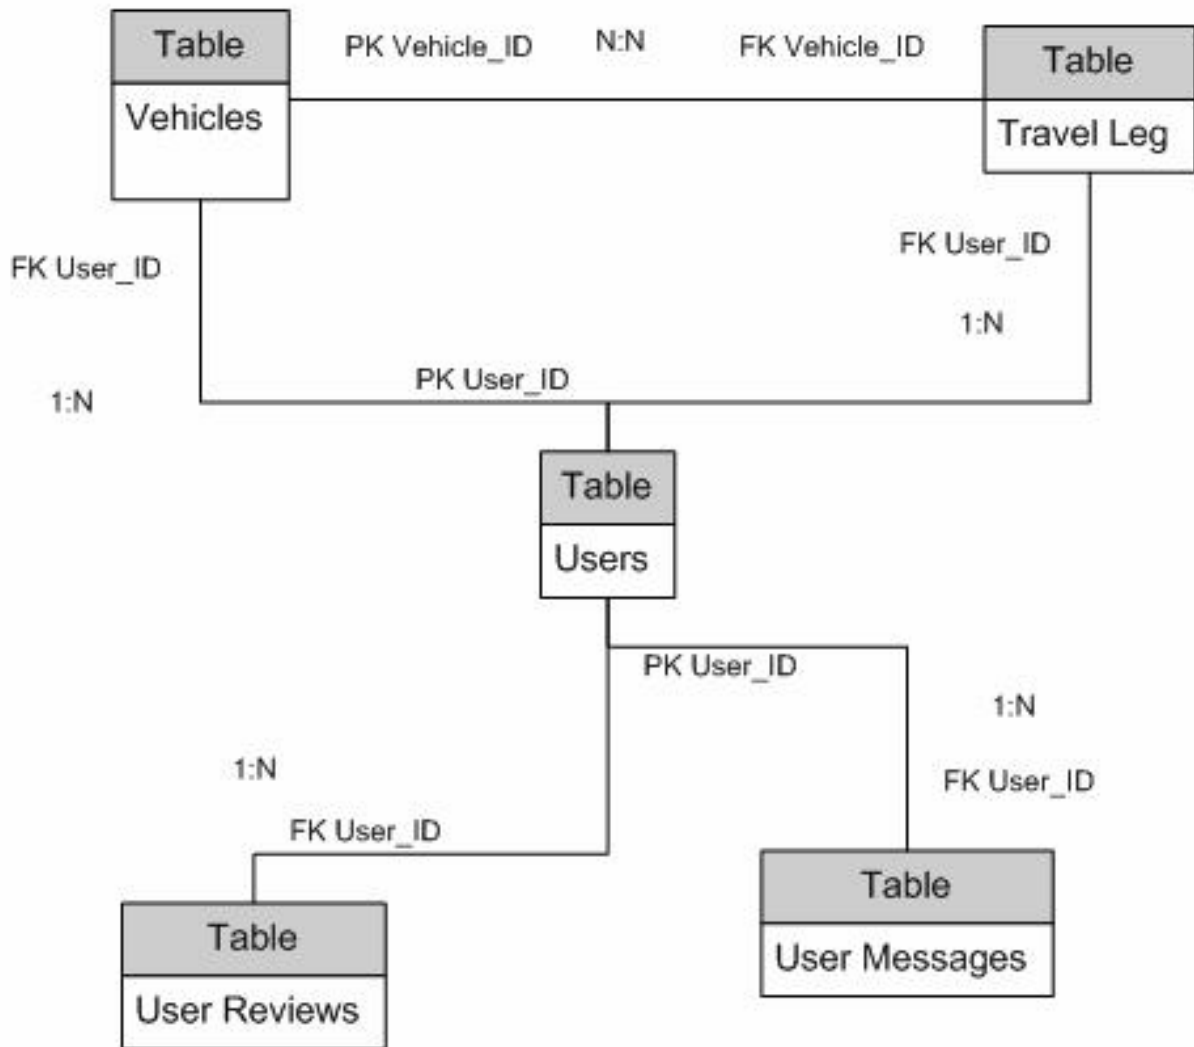 Table
Vehicles
PK Vehicle_ID
N:N
FK Vehicle_ID
Table
Travel Leg
FK User_ID
1:N
FK User_ID
1:N
PK User_ID
Table
Users
PK User_ID
1:N
FK User_ID
1:N
FK User_ID
Table
User Reviews
Table
User Messages